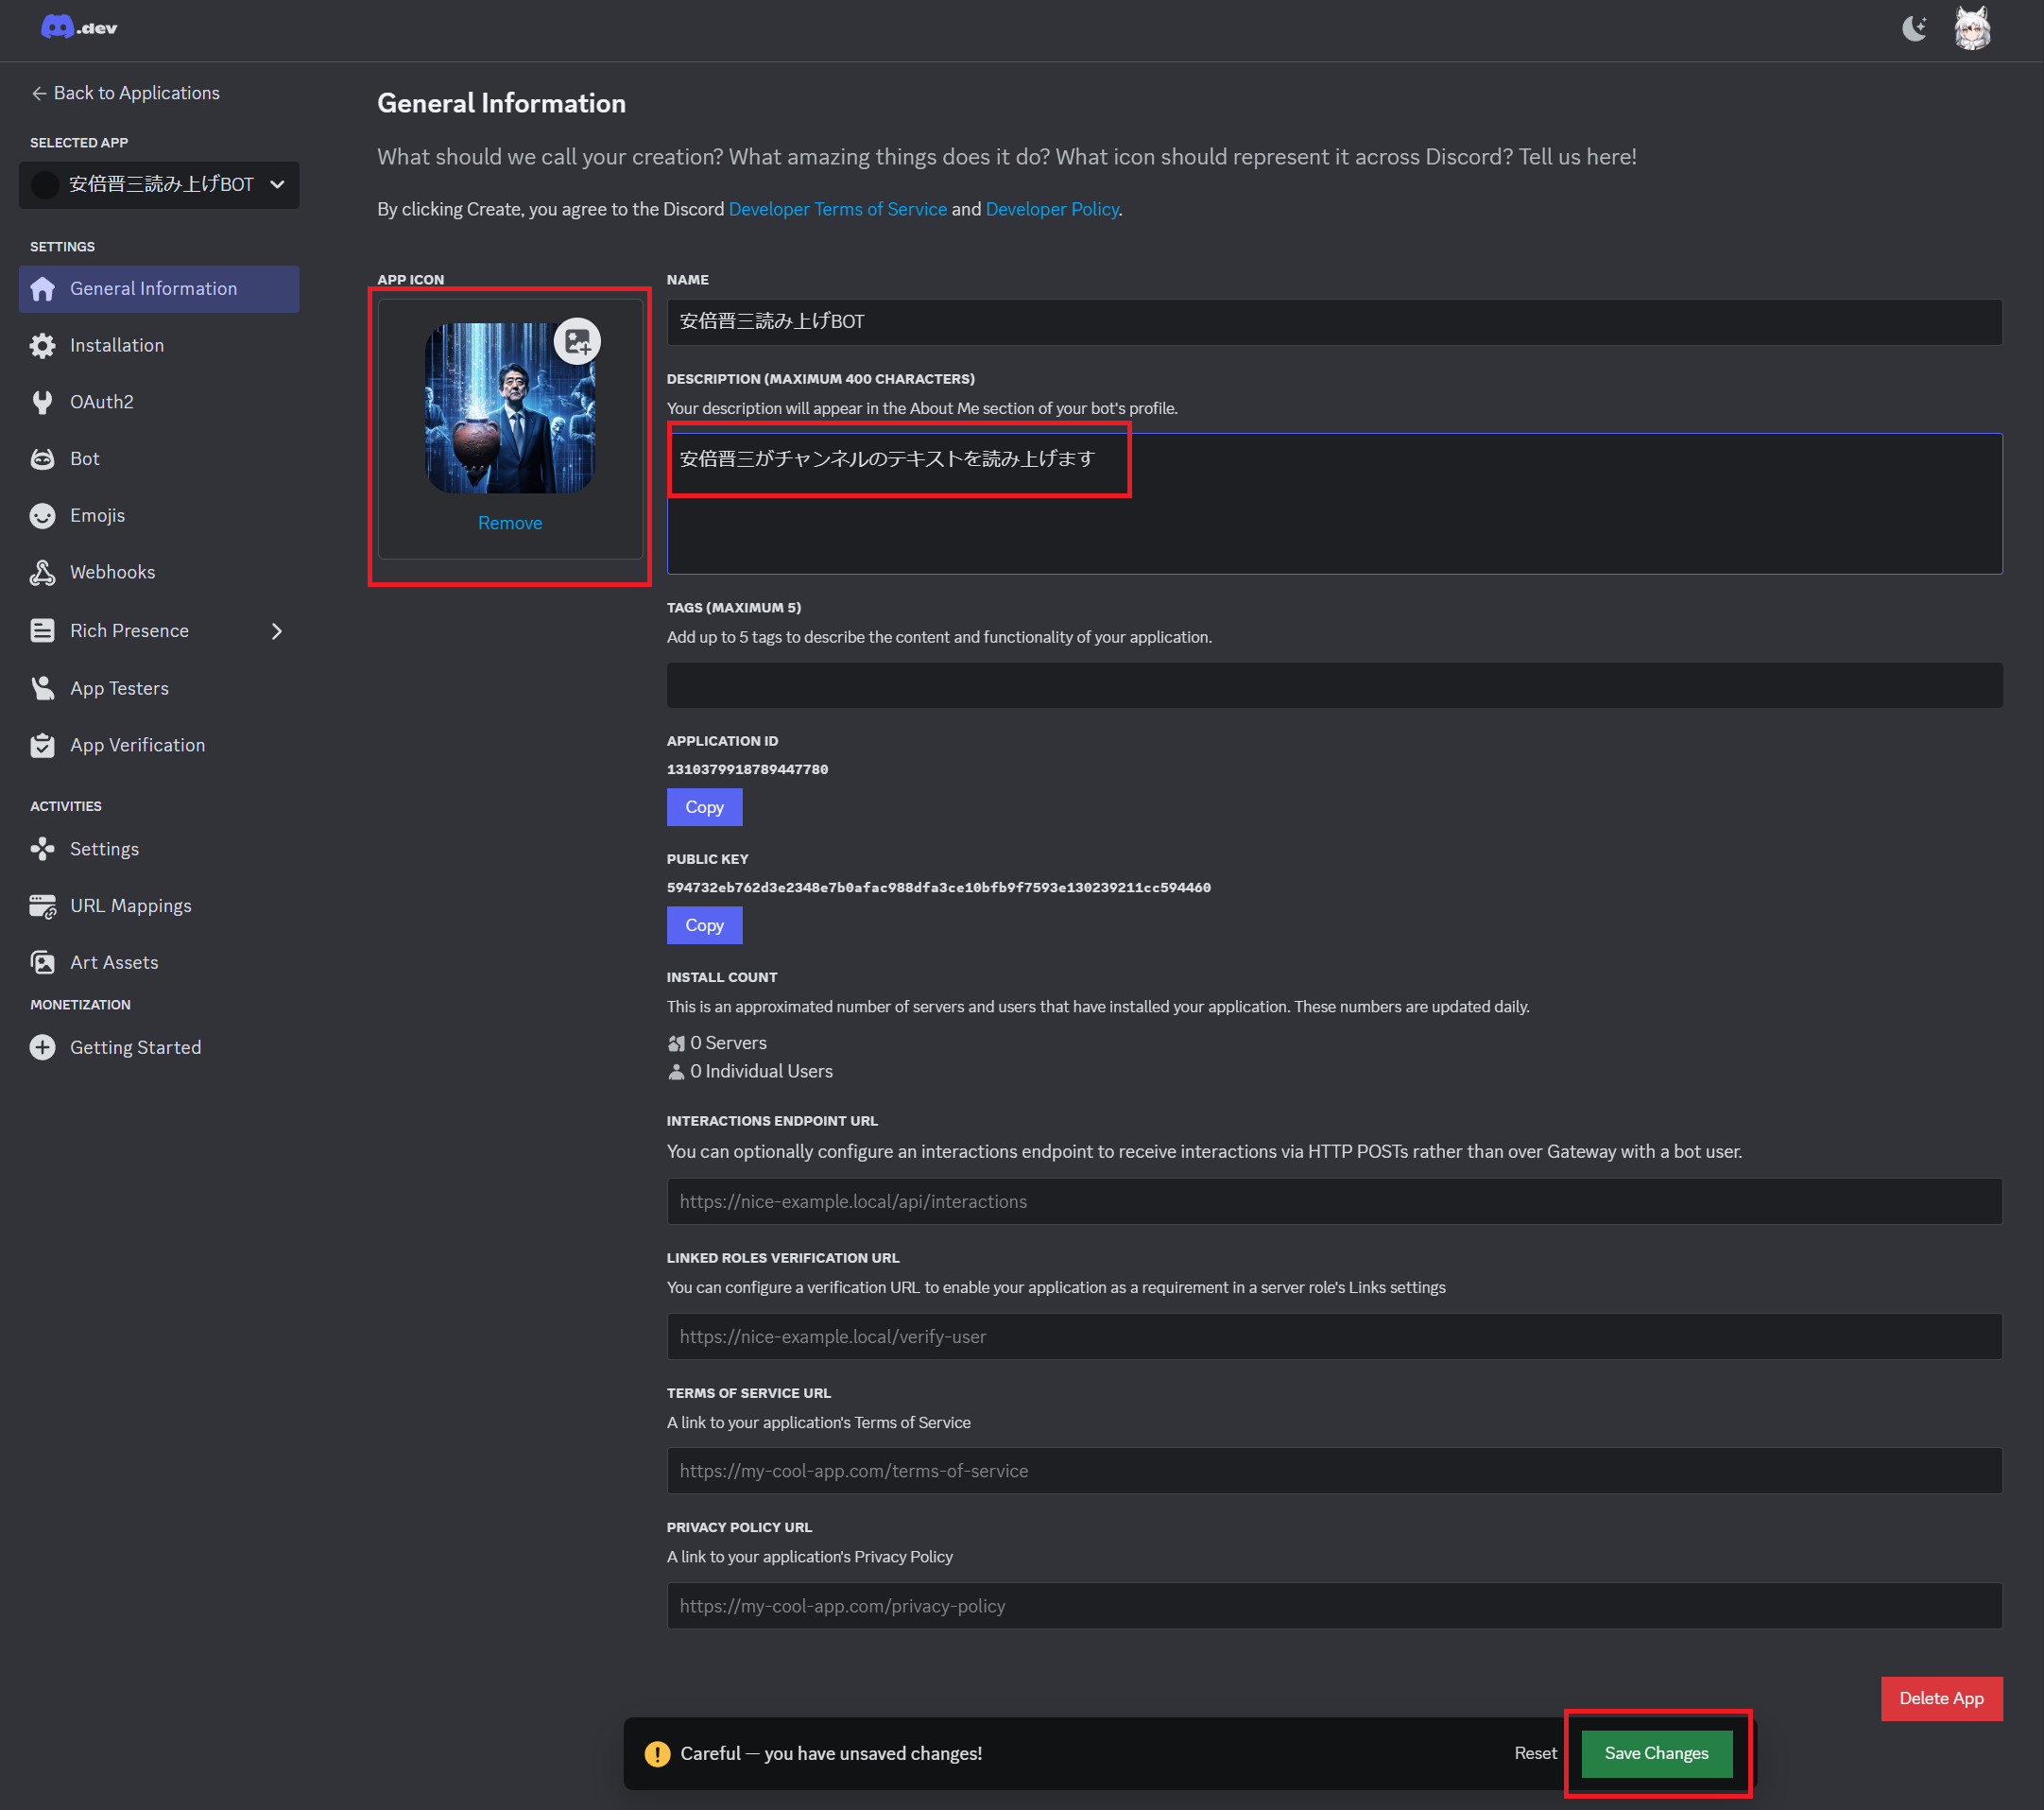 .dev
Back to Applications
SELECTED APP
安倍晋三読み上げBOT
SETTINGS
General Information
Installation
OAuth2
Bot
Emojis
Webhooks
Rich Presence
App Testers
App Verification
ACTIVITIES
Settings
URL Mappings
Art Assets
MONETIZATION
Getting Started
General Information
What should we call your creation? What amazing things does it do? What icon should represent it across Discord? Tell us here!
By clicking Create, you agree to the Discord Developer Terms of Service and Developer Policy.
APP ICON
Remove
NAME
安倍晋三読み上げBOT
DESCRIPTION (MAXIMUM 400 CHARACTERS)
Your description will appear in the About Me section of your bot's profile.
安倍晋三がチャンネルのテキストを読み上げます
TAGS (MAXIMUM 5)
Add up to 5 tags to describe the content and functionality of your application.
APPLICATION ID
1310379918789447780
Copy
PUBLIC KEY
594732eb762d3e2348e7b0afac988dfa3ce10bfb9f7593e130239211cc594460
Copy
INSTALL COUNT
This is an approximated number of servers and users that have installed your application. These numbers are updated daily.
0 Servers
0 Individual Users
INTERACTIONS ENDPOINT URL
You can optionally configure an interactions endpoint to receive interactions via HTTP POSTs rather than over Gateway with a bot user.
https://nice-example.local/api/interactions
LINKED ROLES VERIFICATION URL
You can configure a verification URL to enable your application as a requirement in a server role's Links settings
https://nice-example.local/verify-user
TERMS OF SERVICE URL
A link to your application's Terms of Service
https://my-cool-app.com/terms-of-service
PRIVACY POLICY URL
A link to your application's Privacy Policy
https://my-cool-app.com/privacy-policy
Delete App
Careful — you have unsaved changes!
Reset
Save Changes